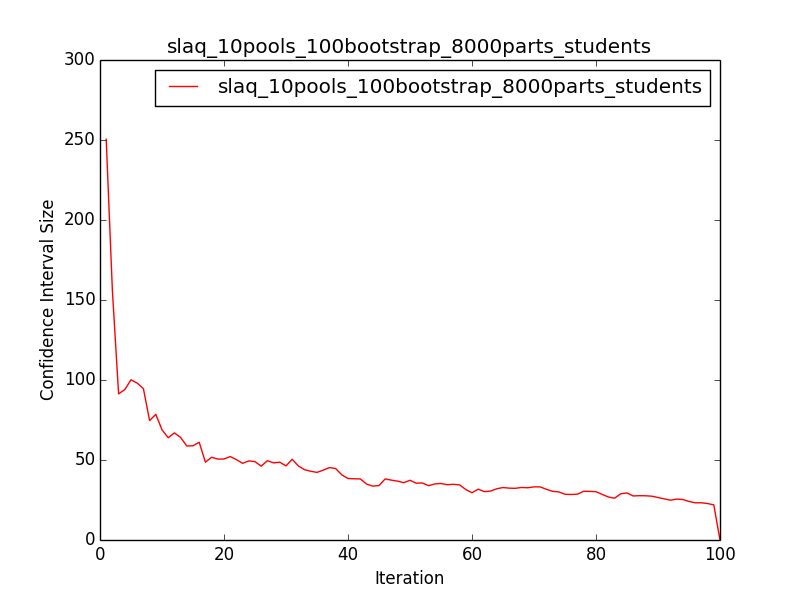 slaq_10pools_100bootstrap_8000parts_students
slaq_10pools_100bootstrap_8000parts_students
300
250
200
150
100
50
0
Confidence Interval Size
0 20 40 60 80 100
Iteration